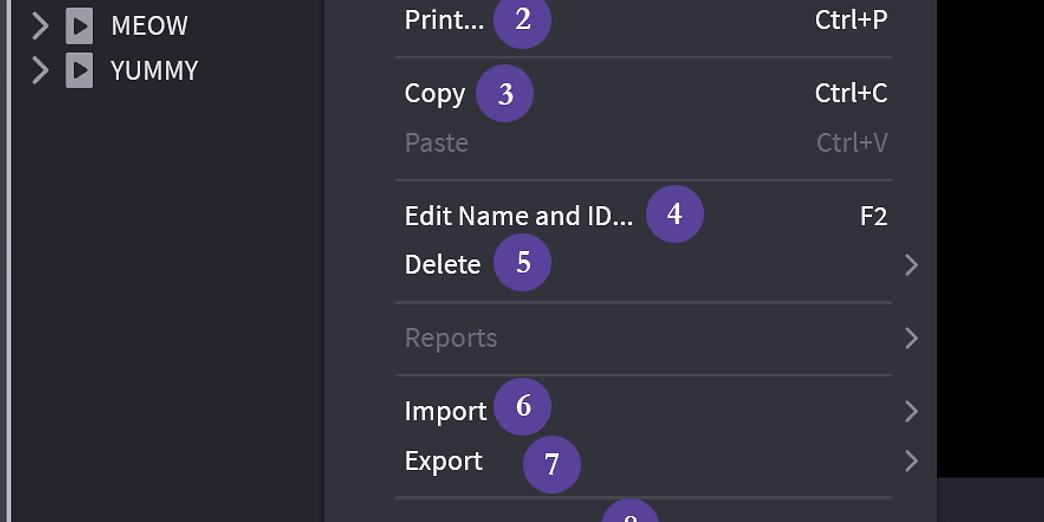 MEOW
YUMMY
Print... 2 Ctrl+P
Copy 3 Ctrl+C
Paste Ctrl+V
Edit Name and ID... 4 F2
Delete 5
Reports
Import 6
Export 7